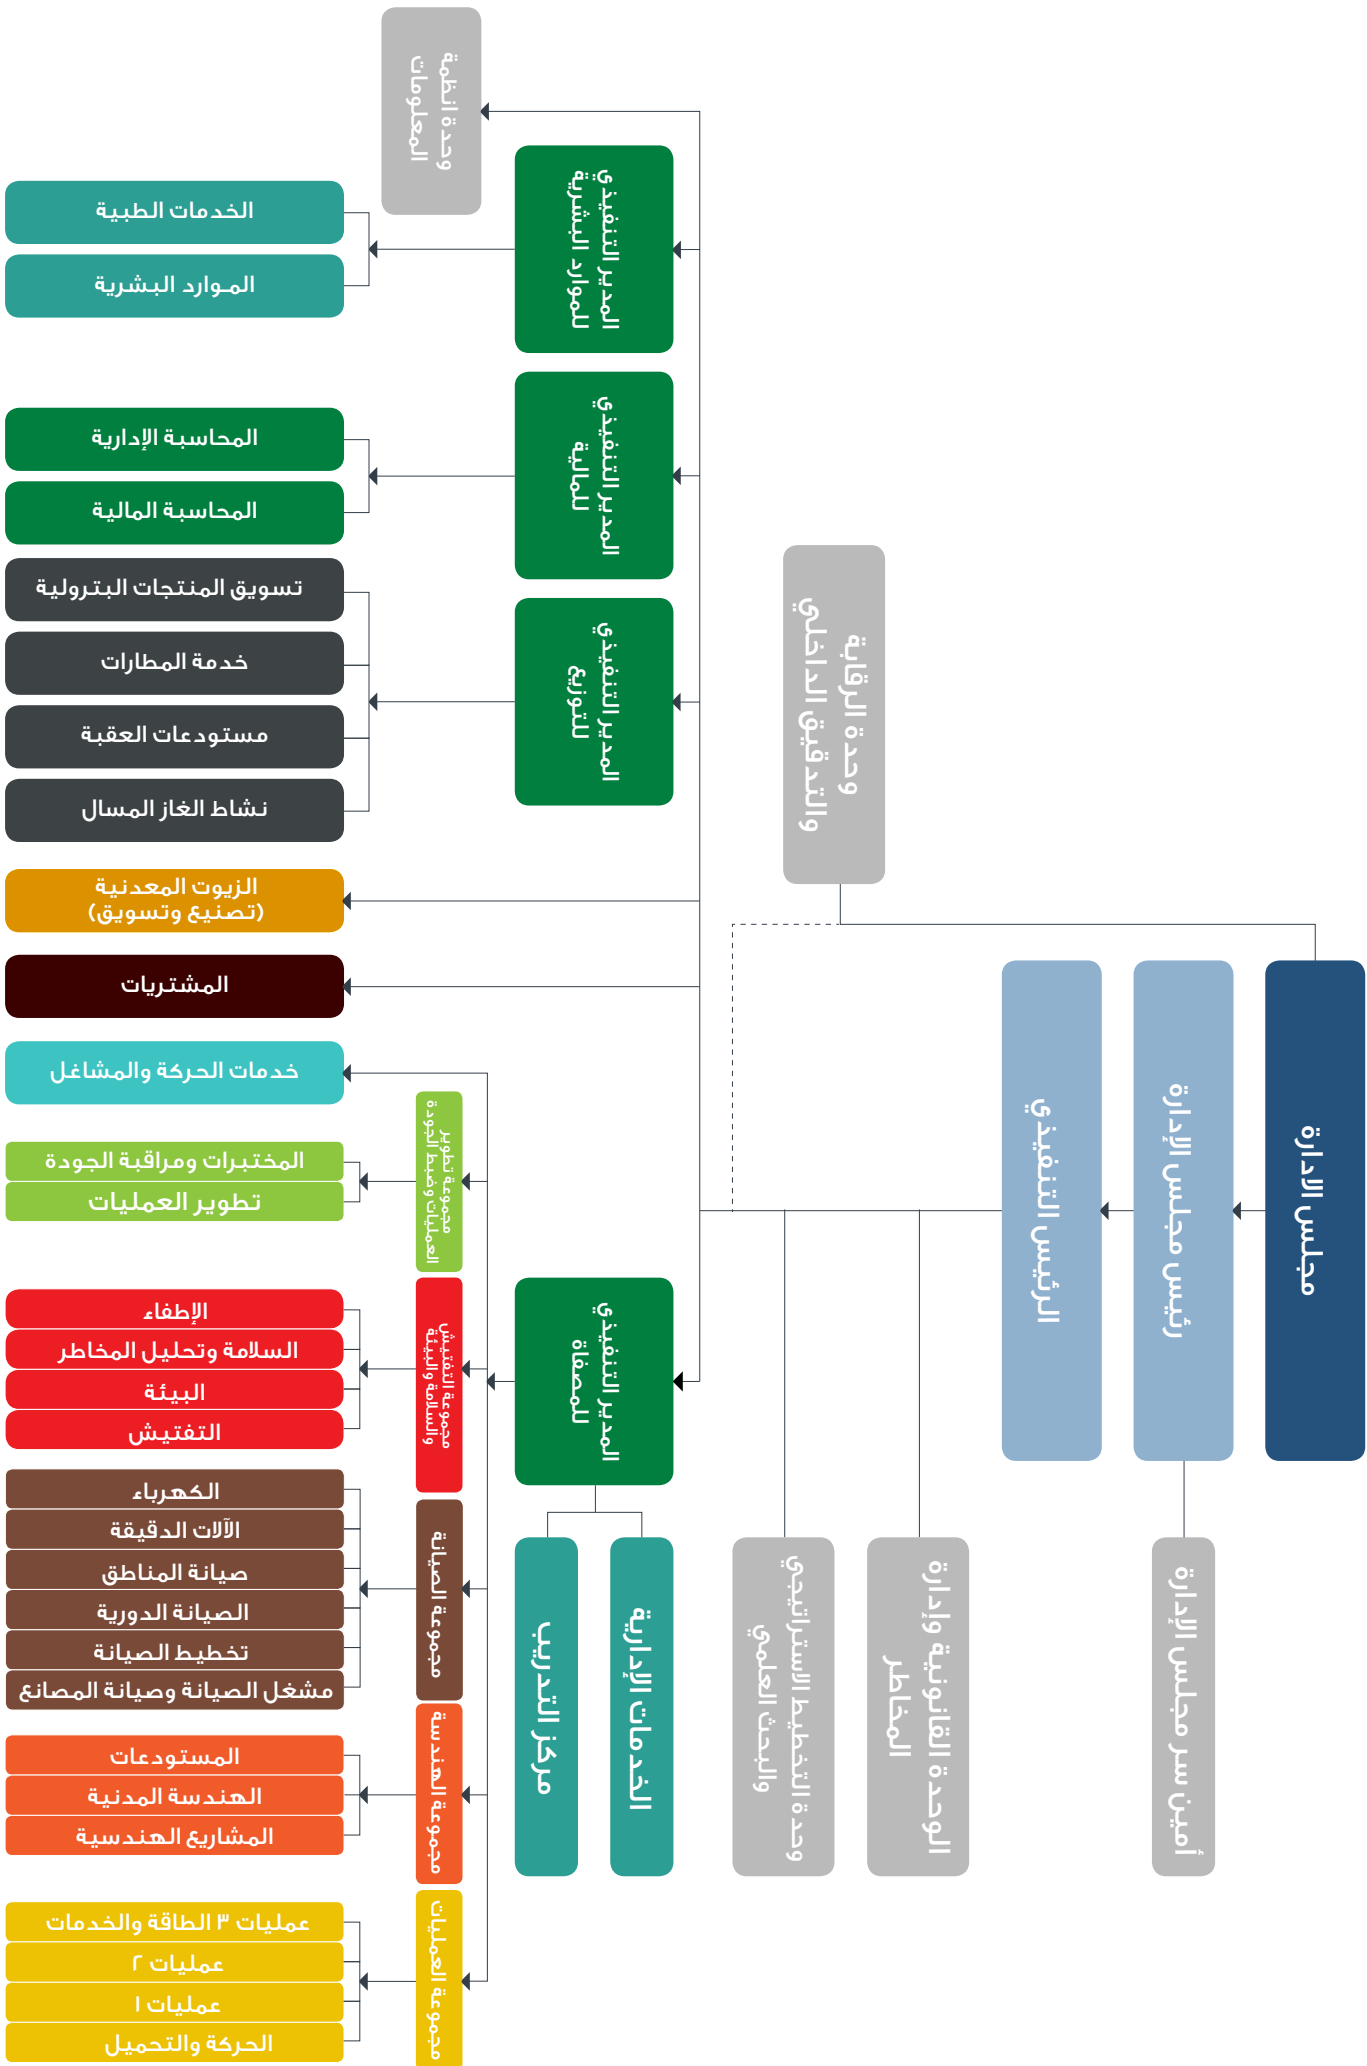 مجلس الادارة
رئيس مجلس الإدارة
الرئيس التنفيذي
أمين سر مجلس الإدارة
وحدة الرقابة
والتدقيق الداخلي
الوحدة القانونية وإدارة
المخاطر
وحدة التخطيط الاستراتيجي
والبحث العلمي
وحدة انظمة
المعلومات
المدير التنفيذي
للموارد البشرية
الخدمات الطبية
الموارد البشرية
المدير التنفيذي
للمالية
المحاسبة الإدارية
المحاسبة المالية
المدير التنفيذي
للتوزيع
تسويق المنتجات البترولية
خدمة المطارات
مستودعات العقبة
نشاط الغاز المسال
الزيوت المعدنية
(تصنيع وتسويق)
المشتريات
المدير التنفيذي
للمصفاة
الخدمات الإدارية
مركز التدريب
خدمات الحركة والمشاغل
مجموعة تطوير
العمليات وضبط الجودة
المختبرات ومراقبة الجودة
تطوير العمليات
مجموعة التفتيش
والسلامة والبيئة
الإطفاء
السلامة وتحليل المخاطر
البيئة
التفتيش
مجموعة الصيانة
الكهرباء
الآلات الدقيقة
صيانة المناطق
الصيانة الدورية
تخطيط الصيانة
مشغل الصيانة وصيانة المصانع
مجموعة الهندسة
المستودعات
الهندسة المدنية
المشاريع الهندسية
مجموعة العمليات
عمليات ٣ الطاقة والخدمات
عمليات ٢
عمليات ١
الحركة والتحميل